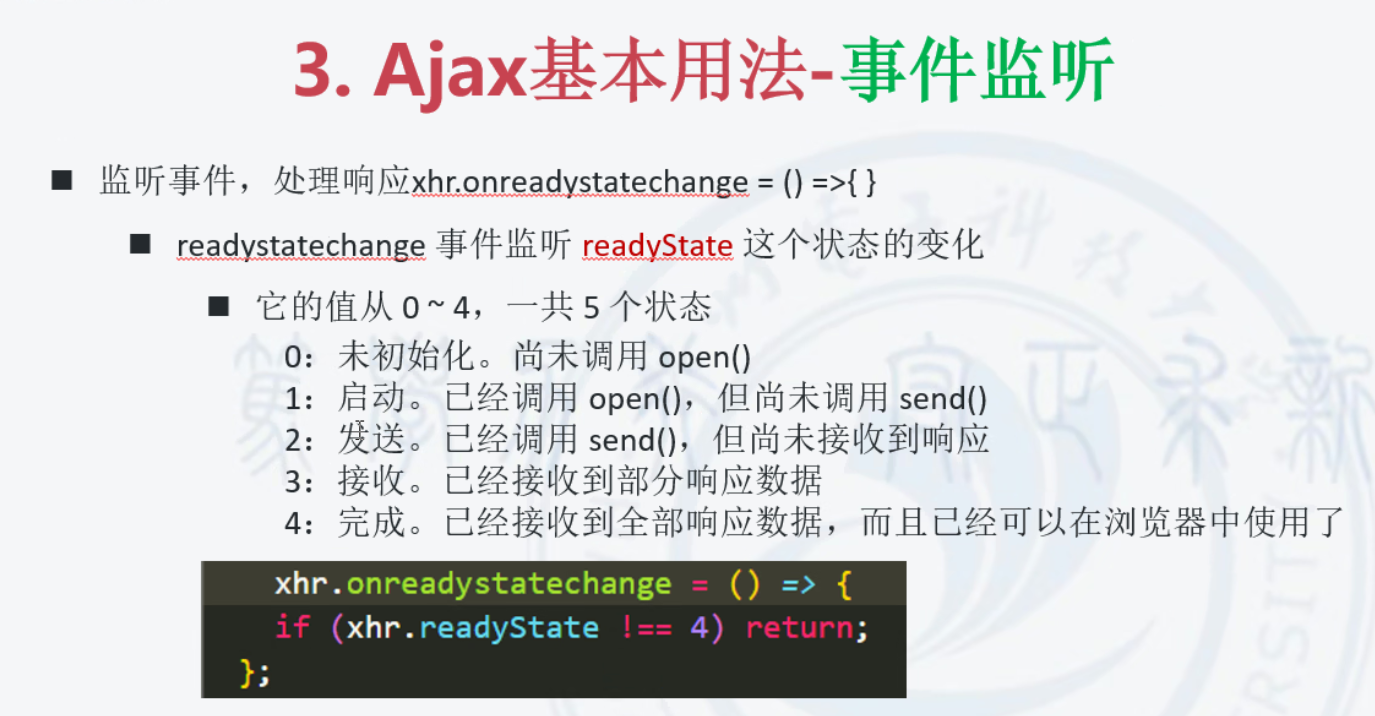 3. Ajax基本用法-事件监听
■ 监听事件，处理响应xhr.onreadystatechange = () =>{ }
■ readystatechange 事件监听 readyState 这个状态的变化
■ 它的值从 0 ~ 4，一共 5 个状态
0：未初始化。尚未调用 open()
1：启动。已经调用 open()，但尚未调用 send()
2：发送。已经调用 send()，但尚未接收到响应
3：接收。已经接收到部分响应数据
4：完成。已经接收到全部响应数据，而且已经可以在浏览器中使用了
xhr.onreadystatechange = () => {
if (xhr.readyState !== 4) return;
};